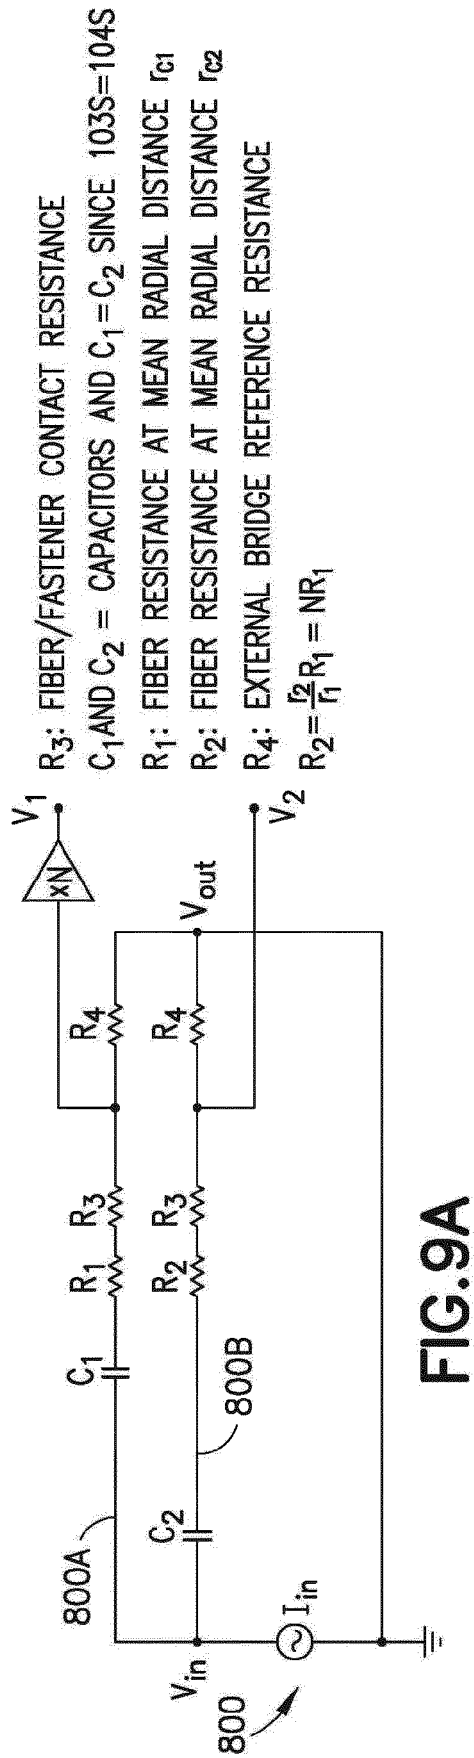 800A
C1
R1
R3
R4
xN
V1
Vin
C2
800B
R2
R3
R4
Vout
V2
800
Iin
R3: FIBER/FASTENER CONTACT RESISTANCE
C1 AND C2 = CAPACITORS AND C1=C2 SINCE 103S=104S
R1: FIBER RESISTANCE AT MEAN RADIAL DISTANCE rC1
R2: FIBER RESISTANCE AT MEAN RADIAL DISTANCE rC2
R4: EXTERNAL BRIDGE REFERENCE RESISTANCE
R2=r2/r1 R1 = NR1
FIG.9A